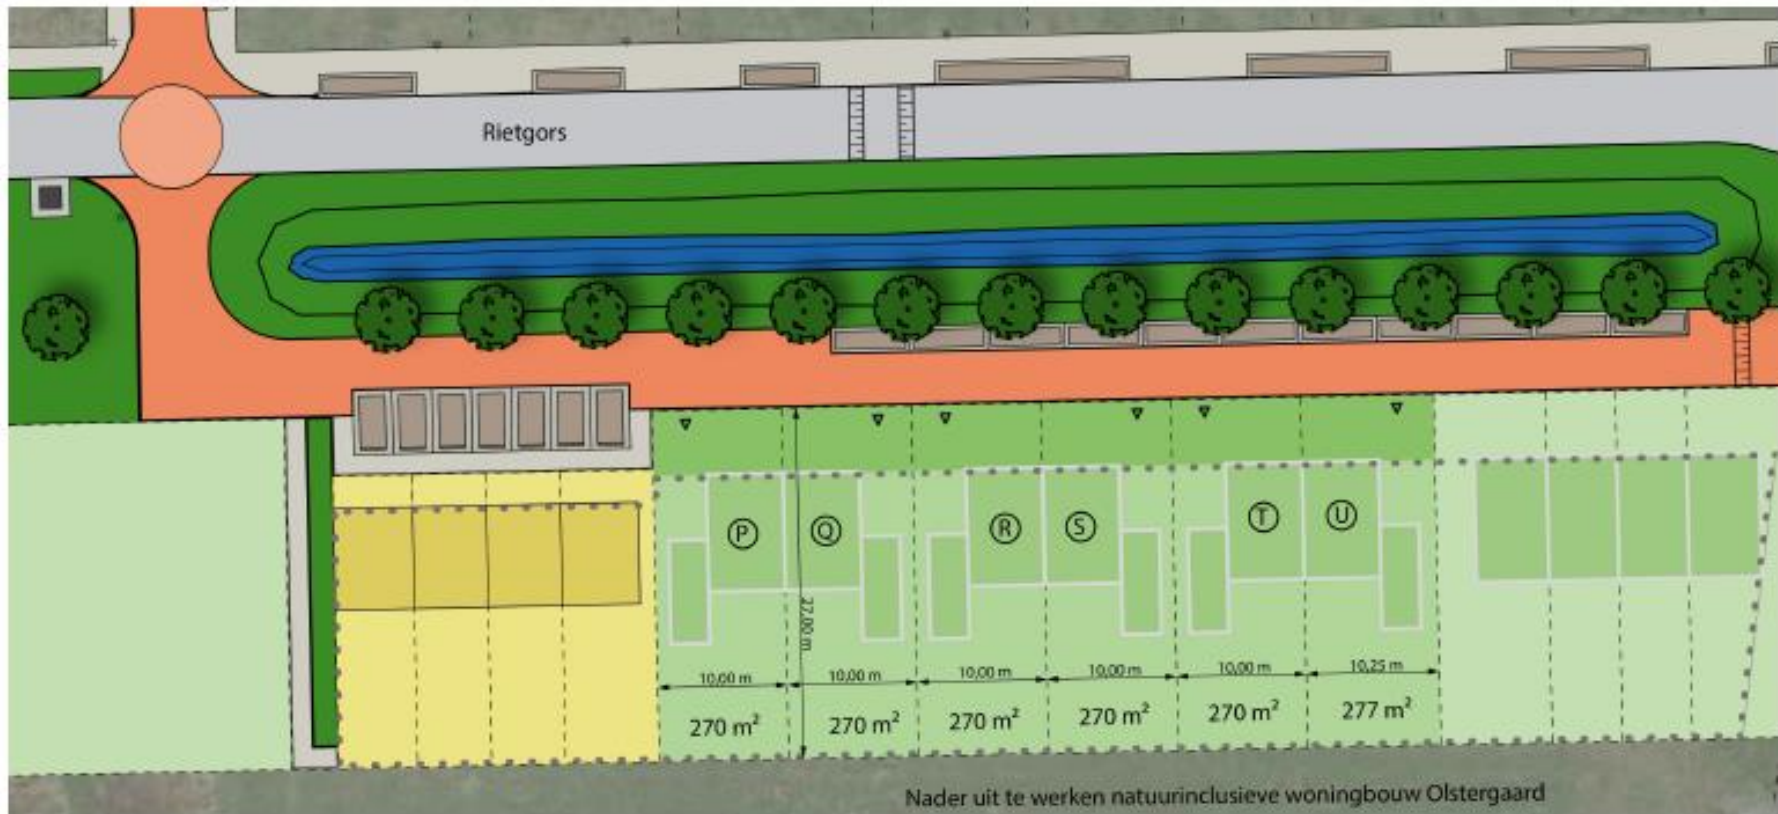 Rietgors
P
Q
R
S
T
U
27,00 m
10,00 m
10,00 m
10,00 m
10,00 m
10,00 m
10,25 m
270 m²
270 m²
270 m²
270 m²
270 m²
277 m²
Nader uit te werken natuurinclusieve woningbouw Olstergaard